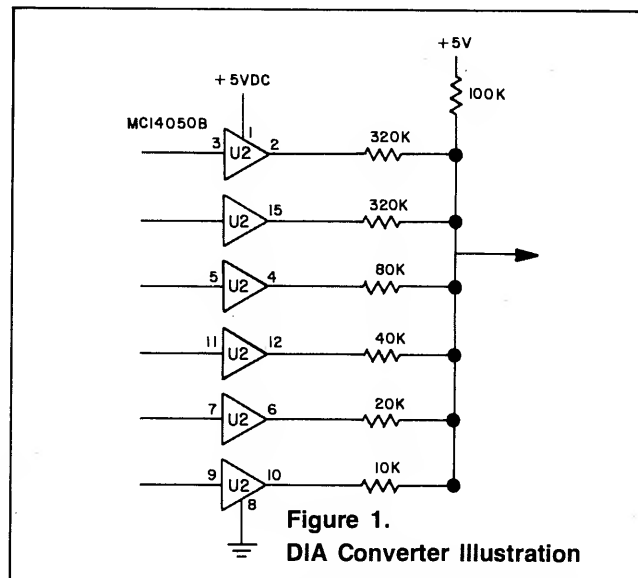 +5V
100K
+5VDC
MC14050B
3 U2 1 2 320K
U2 15 320K
5 U2 4 80K
11 U2 12 40K
7 U2 6 20K
9 U2 10 10K
8
Figure 1.
DIA Converter Illustration